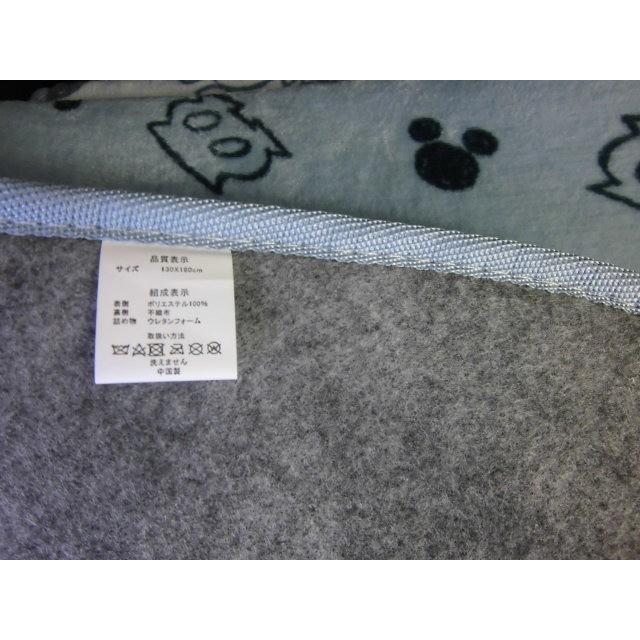 品質表示
サイズ 130X180cm
組成表示
表側 ポリエステル100%
裏側 不織布
詰め物 ウレタンフォーム
取扱い方法
洗えません
中国製